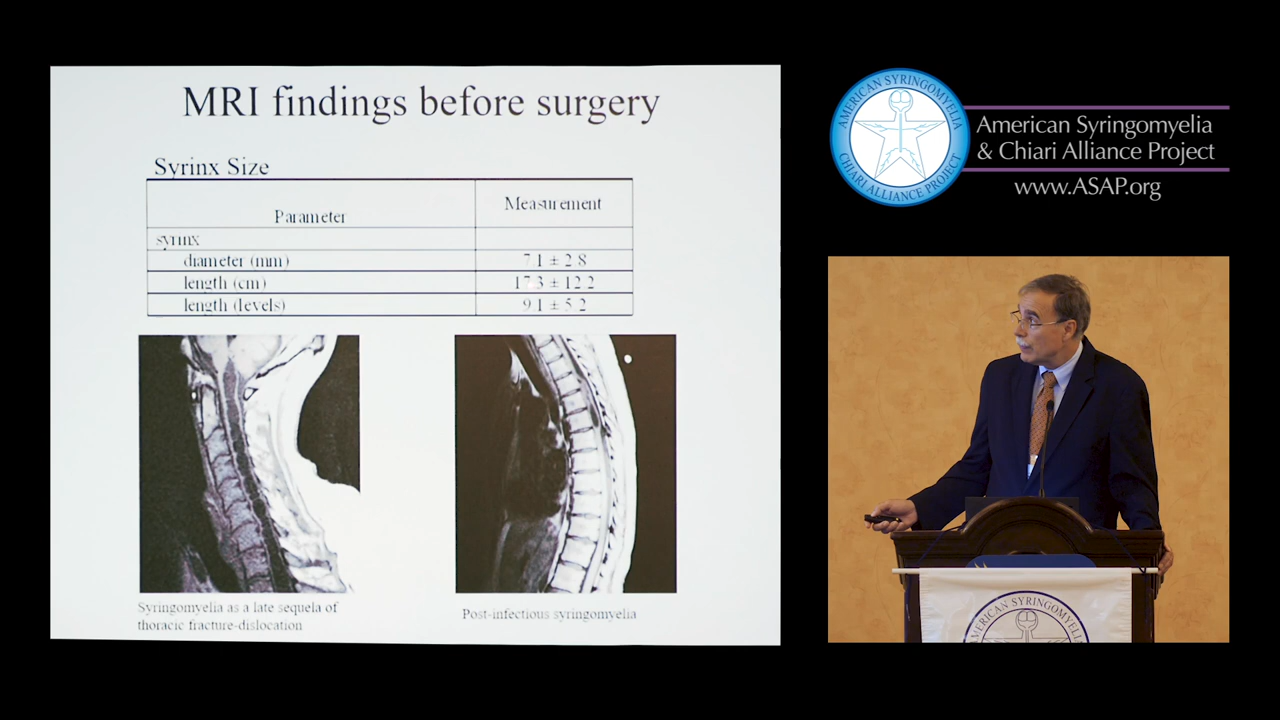 MRI findings before surgery
Syrinx Size
Parameter
Measurement
syrinx
diameter (mm)
7.1 ± 2.8
length (cm)
17.3 ± 12.2
length (levels)
9.1 ± 5.2
Syringomyelia as a late sequela of
thoracic fracture-dislocation
Post-infectious syringomyelia
AMERICAN SYRINGOMYELIA
CHIARI ALLIANCE PROJECT
American Syringomyelia
& Chiari Alliance Project
www.ASAP.org
AMERICAN SYRINGOMYELIA